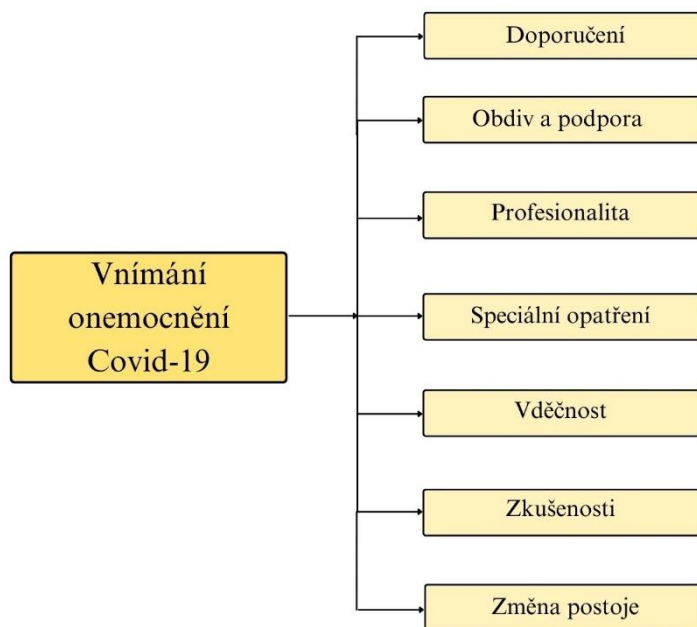 Doporučení
Obdiv a podpora
Profesionalita
Vnímání
onemocnění
Covid-19
Speciální opatření
Vděčnost
Zkušenosti
Změna postoje